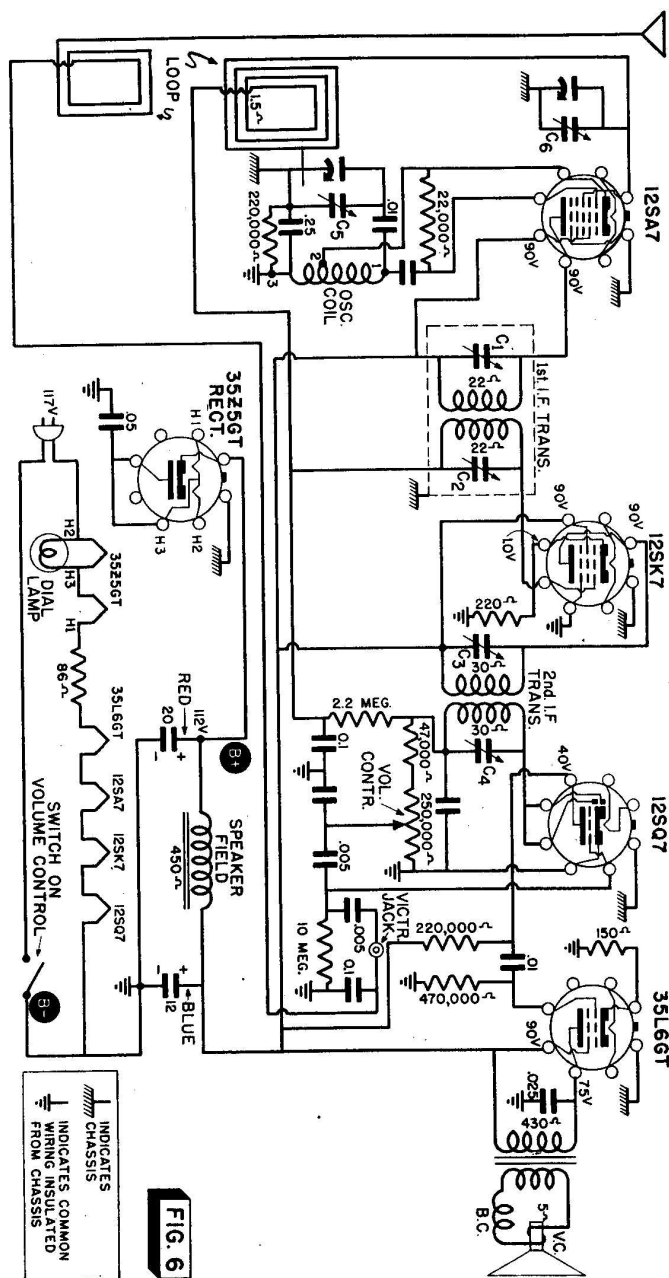 12SA7
12SK7
12SQ7
35L6GT
C6
90V
90V
22,000Ω
.01
C5
.25
220,000Ω
1
2
3
OSC.
COIL
LOOP
1.5Ω
1st. I.F. TRANS.
C1
22Ω
22Ω
C2
90V
90V
1.0V
220Ω
C3
30Ω
30Ω
2nd. I.F
TRANS.
C4
2.2 MEG.
47,000Ω
VOL.
CONTR.
250,000Ω
0.1
.005
10 MEG.
.005
0.1
VICTR.
JACK
40V
220,000Ω
470,000Ω
.01
150Ω
90V
75V
.025
430Ω
5Ω
V.C.
B.C.
35Z5GT
RECT.
H1
H2
H3
.05
117V
H2
H3
DIAL
LAMP
35Z5GT
H1
86Ω
35L6GT
12SA7
12SK7
12SQ7
SWITCH ON
VOLUME CONTROL
B-
RED
20
+
-
112V
B+
SPEAKER
FIELD
450Ω
BLUE
12
+
-
INDICATES
CHASSIS
INDICATES COMMON
WIRING INSULATED
FROM CHASSIS
FIG. 6